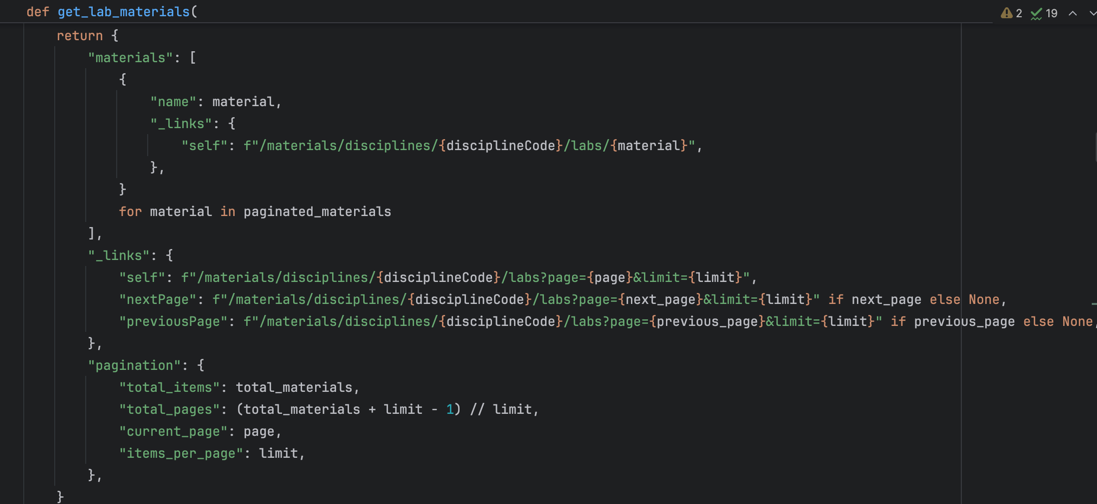 def get_lab_materials(
2 19
return {
"materials": [
{
"name": material,
"_links": {
"self": f"/materials/disciplines/{disciplineCode}/labs/{material}",
},
}
for material in paginated_materials
],
"_links": {
"self": f"/materials/disciplines/{disciplineCode}/labs?page={page}&limit={limit}",
"nextPage": f"/materials/disciplines/{disciplineCode}/labs?page={next_page}&limit={limit}" if next_page else None,
"previousPage": f"/materials/disciplines/{disciplineCode}/labs?page={previous_page}&limit={limit}" if previous_page else None,
},
"pagination": {
"total_items": total_materials,
"total_pages": (total_materials + limit - 1) // limit,
"current_page": page,
"items_per_page": limit,
},
}